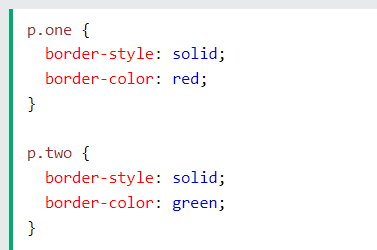 p.one {
  border-style: solid;
  border-color: red;
}

p.two {
  border-style: solid;
  border-color: green;
}